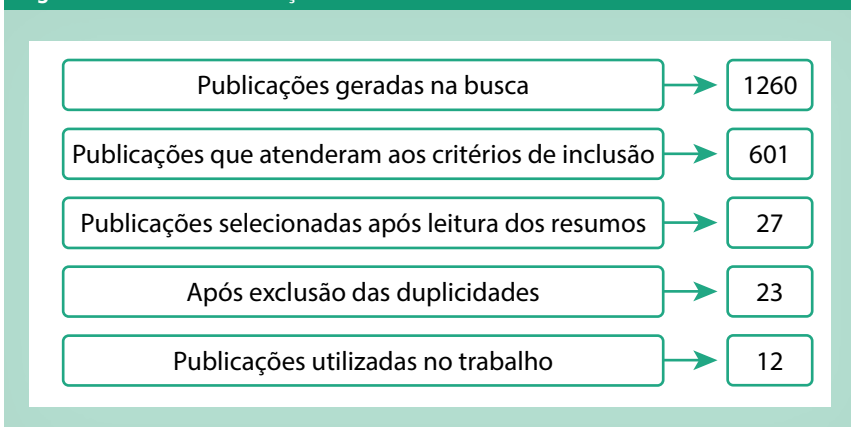 Publicações geradas na busca 1260
Publicações que atenderam aos critérios de inclusão 601
Publicações selecionadas após leitura dos resumos 27
Após exclusão das duplicidades 23
Publicações utilizadas no trabalho 12